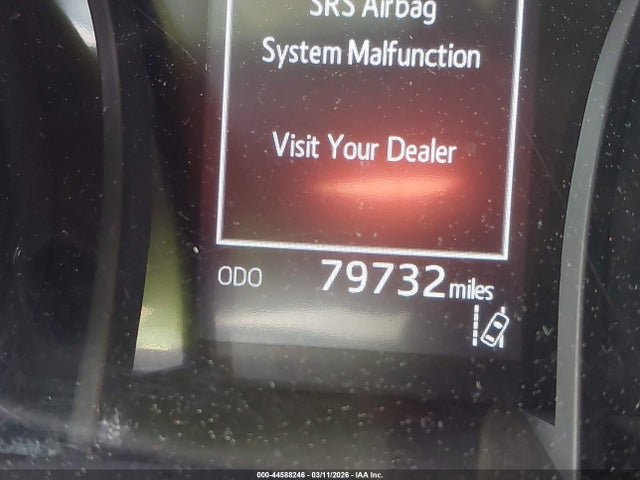 SRS Airbag
System Malfunction
Visit Your Dealer
ODO 79732 miles
000-44588246 - 03/11/2026 - IAA Inc.